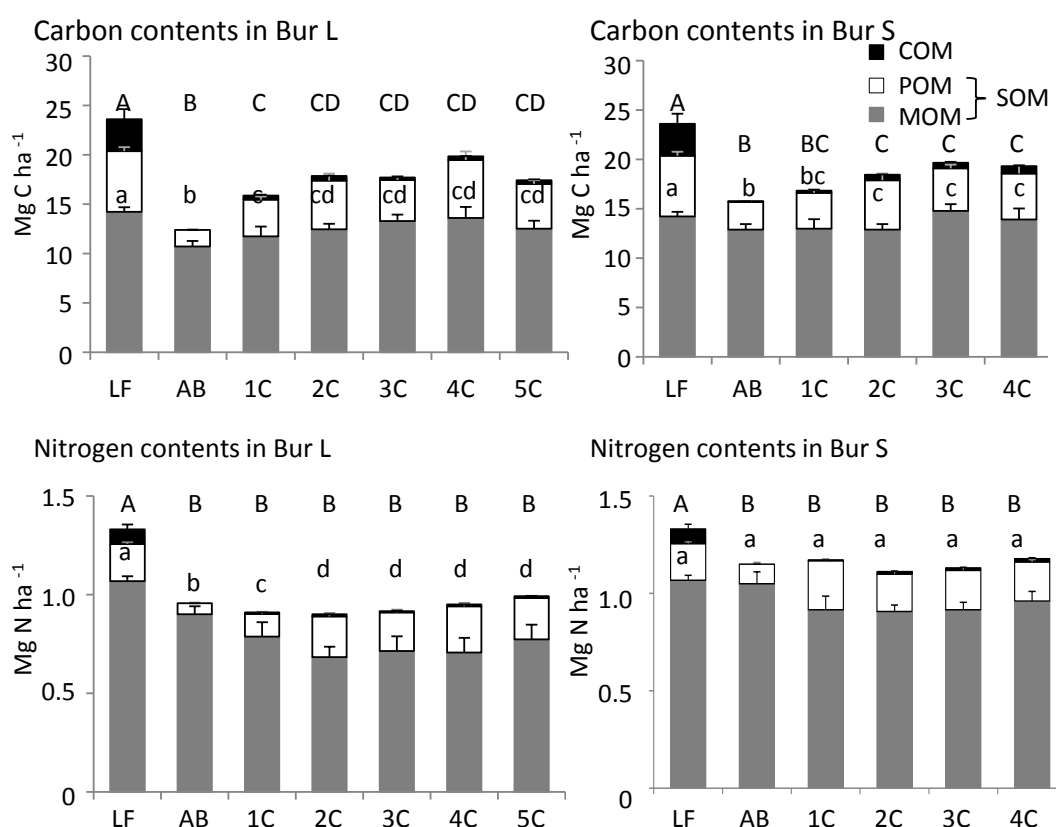 Carbon contents in Bur L
30
25
20
15
10
5
0
Mg C ha -1
A B C CD CD CD CD
a b c cd cd cd cd
LF AB 1C 2C 3C 4C 5C
Carbon contents in Bur S
COM
POM
MOM
SOM
30
25
20
15
10
5
0
Mg C ha -1
A B BC C C C
a b bc c c c
LF AB 1C 2C 3C 4C
Nitrogen contents in Bur L
1.5
1.0
0.5
0
Mg N ha -1
A B B B B B B
a b c d d d d
LF AB 1C 2C 3C 4C 5C
Nitrogen contents in Bur S
1.5
1.0
0.5
0
Mg N ha -1
A B B B B B
a a a a a a
LF AB 1C 2C 3C 4C